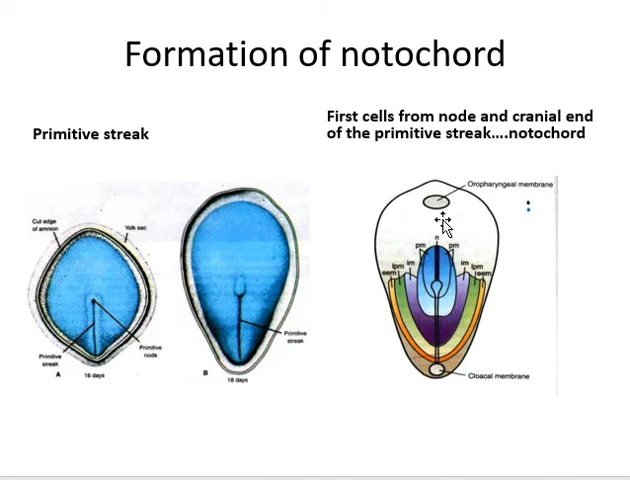 Formation of notochord
Primitive streak
First cells from node and cranial end
of the primitive streak....notochord
Cut edge
of amnion
Yolk sac
Primitive
streak
Primitive
node
A
16 days
Primitive
streak
B
18 days
Oropharyngeal membrane
n
pm
pm
im
im
lpm
lpm
eem
eem
Cloacal membrane